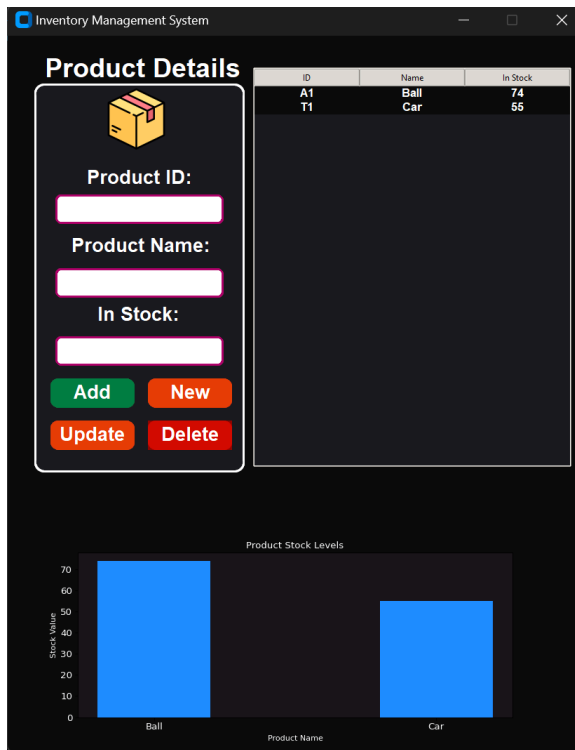 Inventory Management System
Product Details
Product ID:
Product Name:
In Stock:
Add New
Update Delete
ID Name In Stock
A1 Ball 74
T1 Car 55
Product Stock Levels
Stock Value
70
60
50
40
30
20
10
0
Ball Car
Product Name